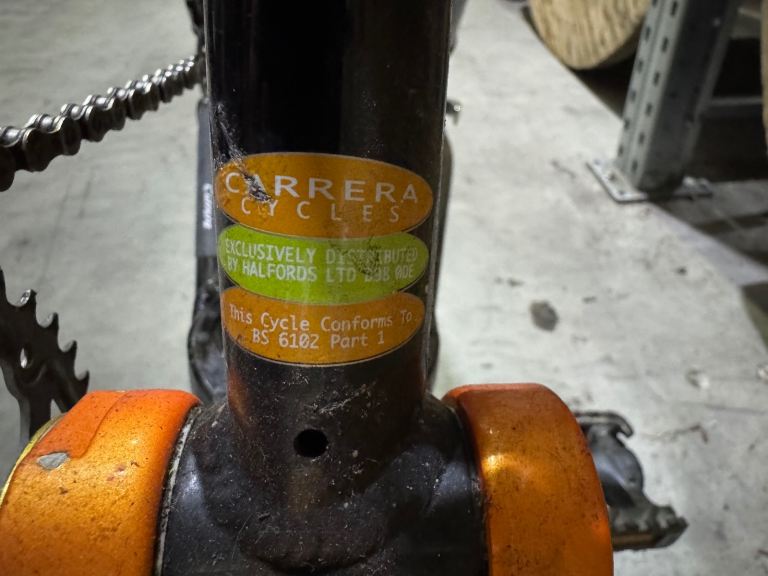 CARRERA
CYCLES
EXCLUSIVELY DISTRIBUTED
BY HALFORDS LTD B98 0DE
This Cycle Conforms To
BS 6102 Part 1